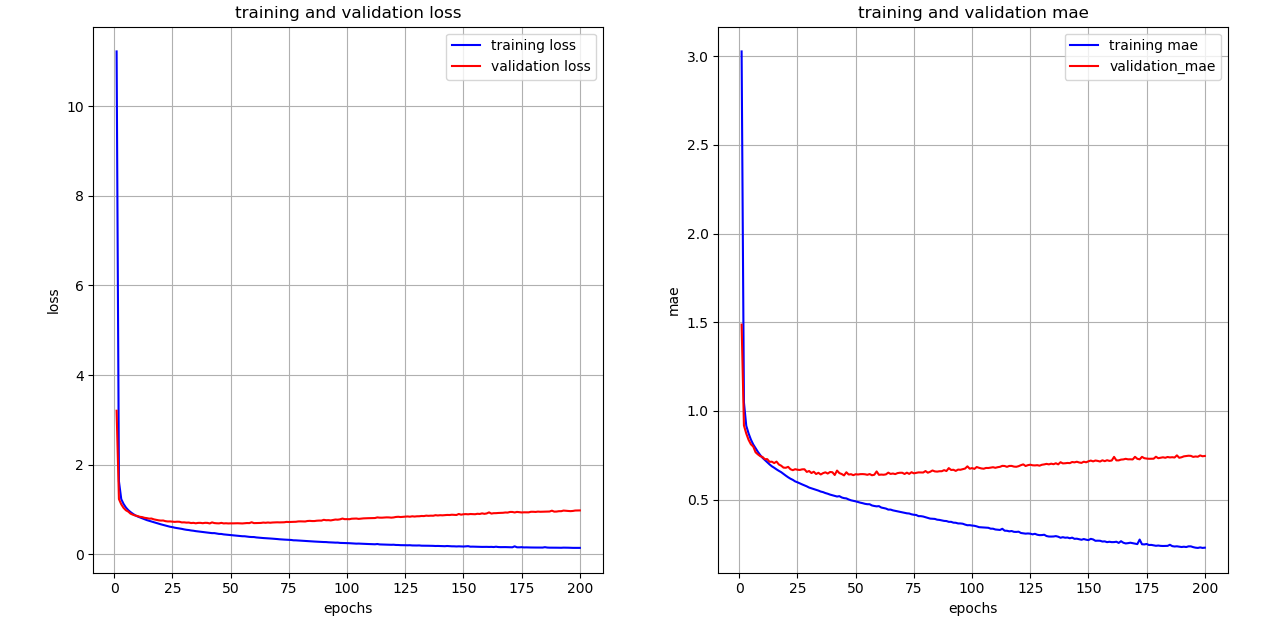 training and validation loss
training loss
validation loss
10
8
6
4
2
0
loss
0 25 50 75 100 125 150 175 200
epochs
training and validation mae
training mae
validation_mae
3.0
2.5
2.0
1.5
1.0
0.5
mae
0 25 50 75 100 125 150 175 200
epochs